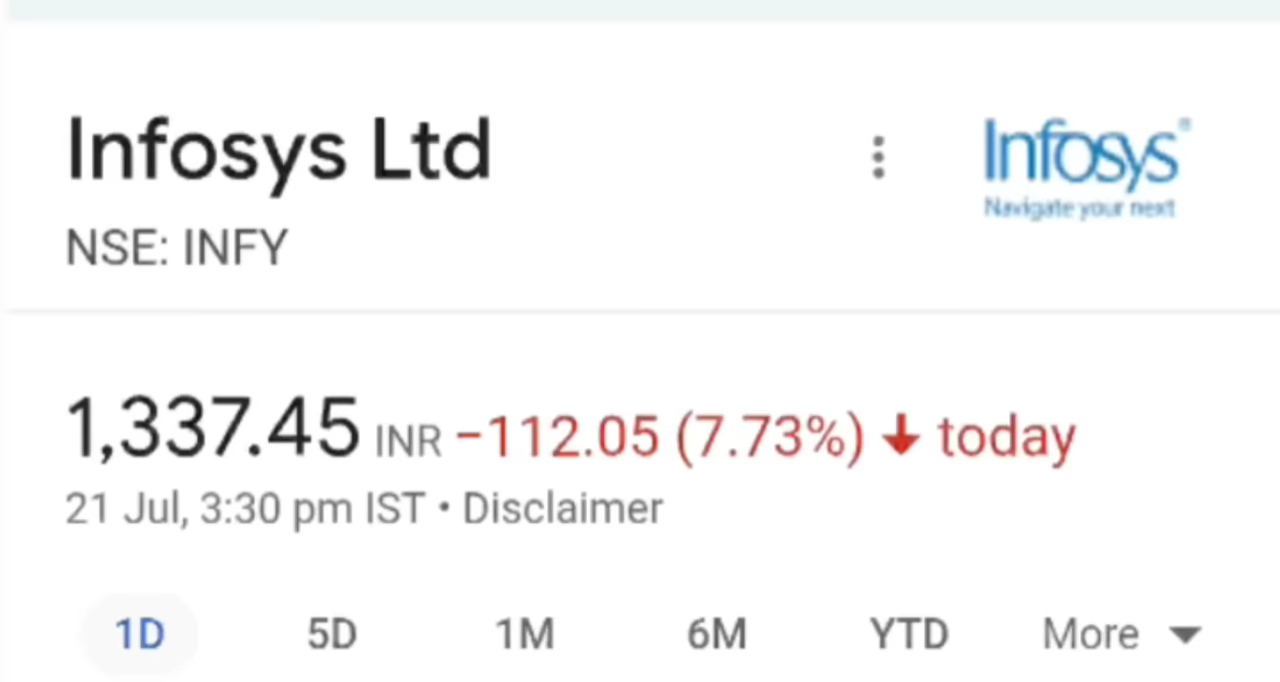 Infosys Ltd
NSE: INFY
Infosys®
Navigate your next
1,337.45 INR −112.05 (7.73%) ↓ today
21 Jul, 3:30 pm IST • Disclaimer
1D 5D 1M 6M YTD More